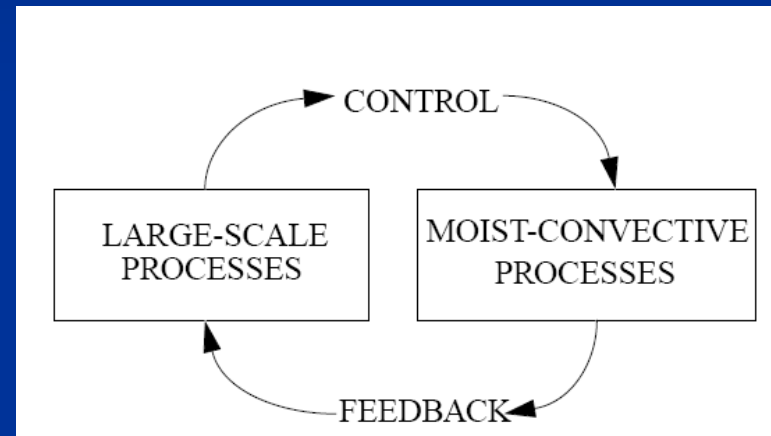 CONTROL
LARGE-SCALE
PROCESSES
MOIST-CONVECTIVE
PROCESSES
FEEDBACK